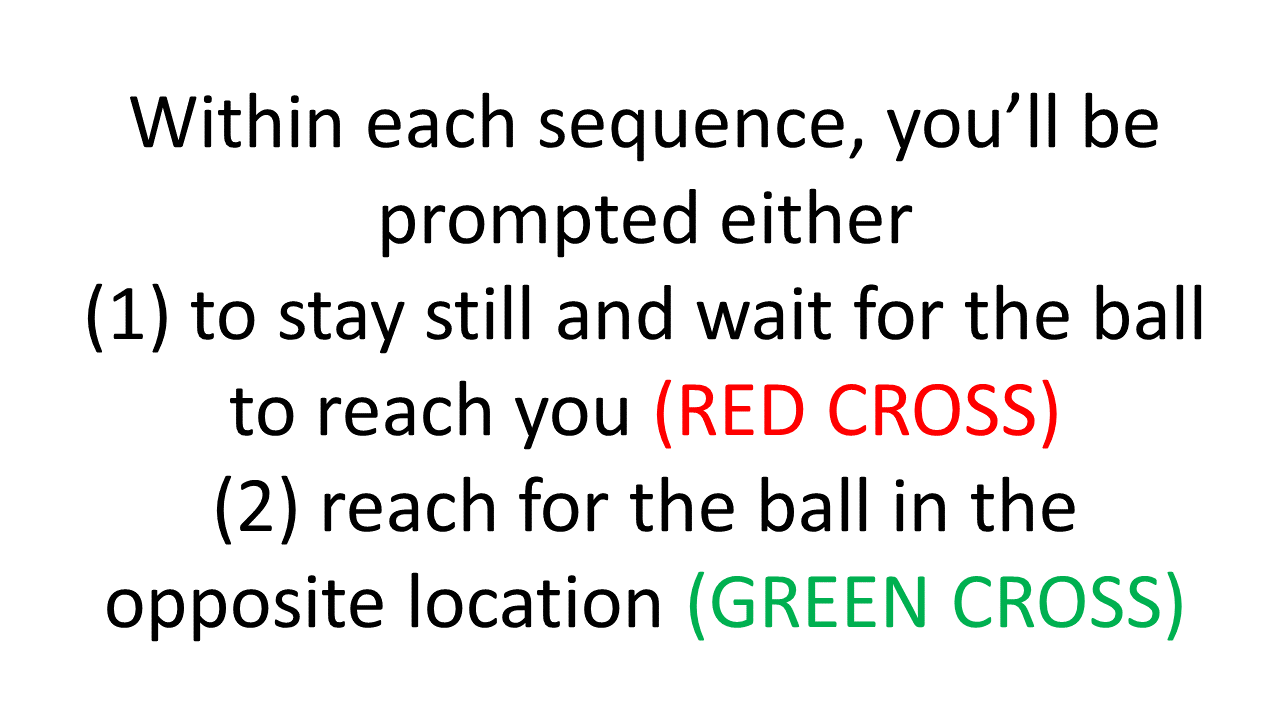 Within each sequence, you’ll be
prompted either
(1) to stay still and wait for the ball
to reach you (RED CROSS)
(2) reach for the ball in the
opposite location (GREEN CROSS)